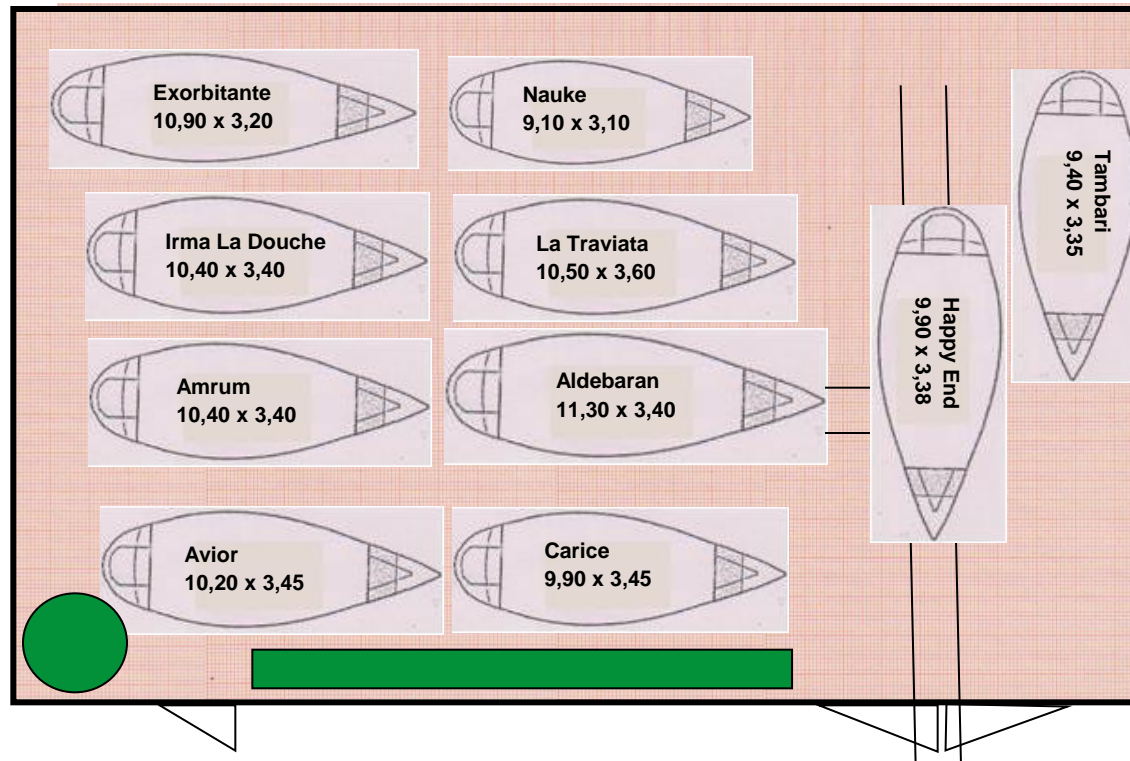 Exorbitante
10,90 x 3,20
Nauke
9,10 x 3,10
Tambari
9,40 x 3,35
Irma La Douche
10,40 x 3,40
La Traviata
10,50 x 3,60
Happy End
9,90 x 3,38
Amrum
10,40 x 3,40
Aldebaran
11,30 x 3,40
Avior
10,20 x 3,45
Carice
9,90 x 3,45